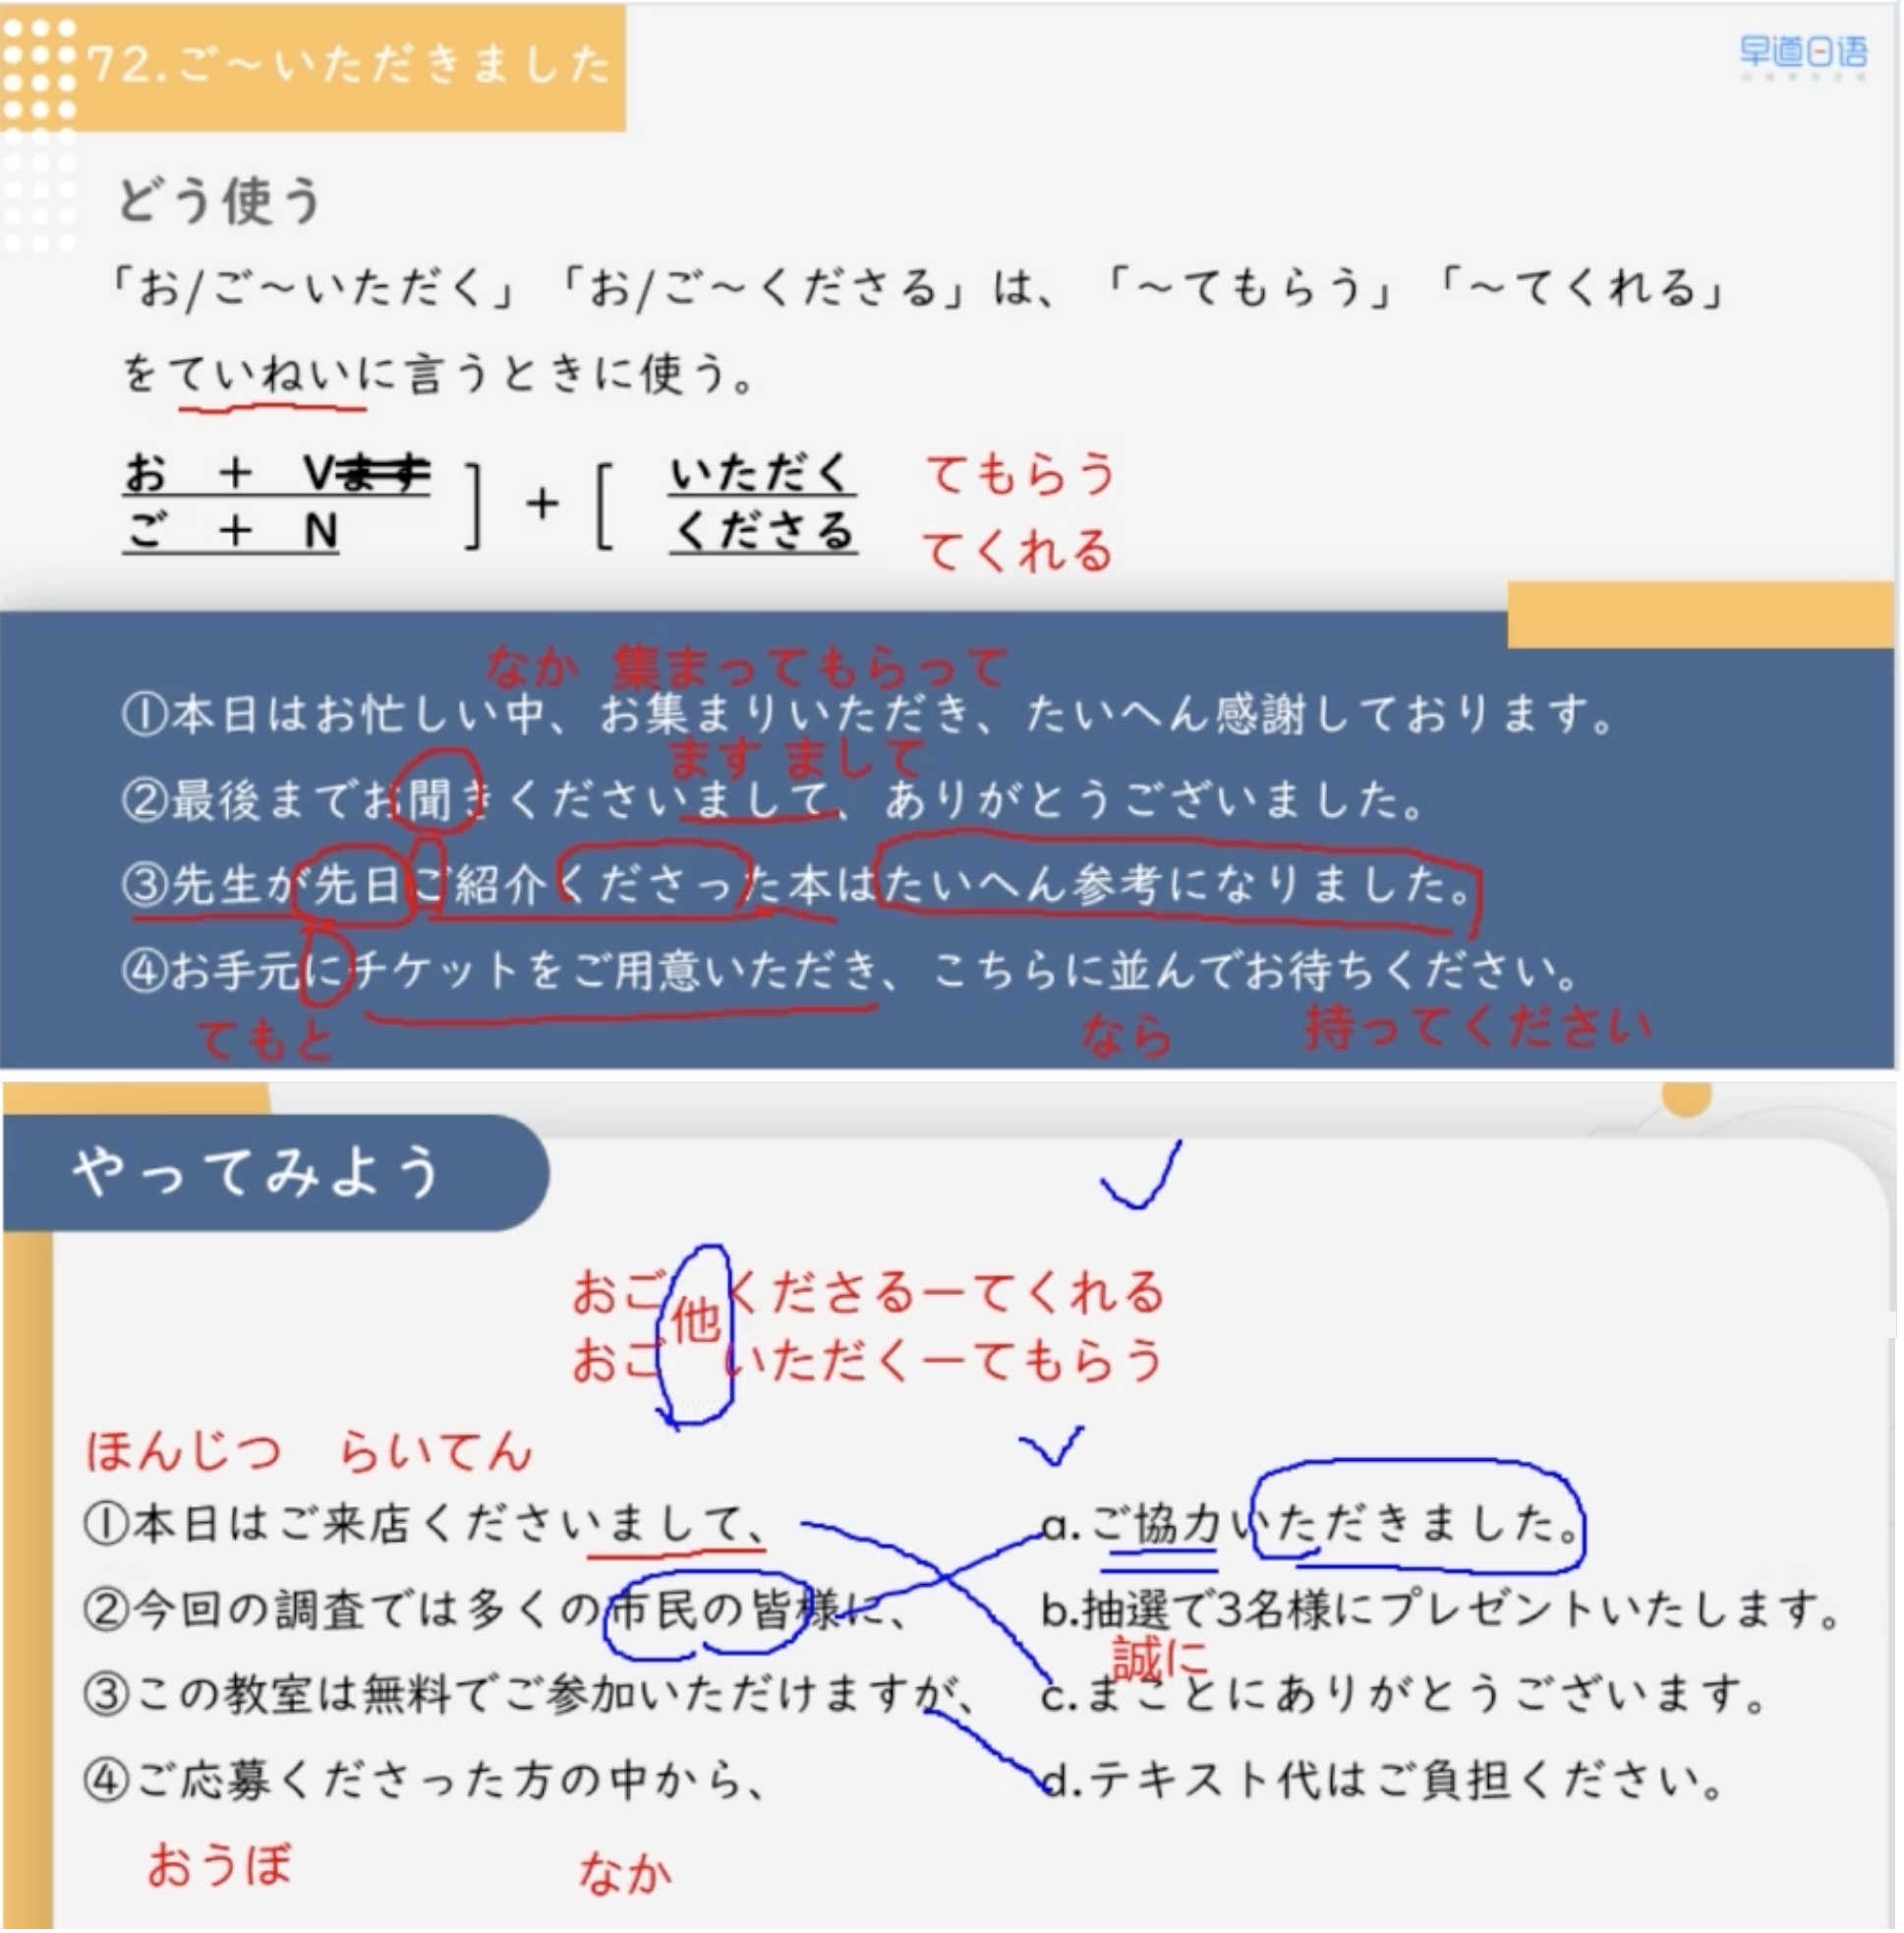 72.ご～いただきました
早道日语
どう使う
「お/ご～いただく」「お/ご～くださる」は、「～てもらう」「～てくれる」
をていねいに言うときに使う。
お ＋ Vます ] + [ いただく てもらう
ご ＋ N くださる てくれる
なか 集まってもらって
①本日はお忙しい中、お集まりいただき、たいへん感謝しております。
ます まして
②最後までお聞きくださいまして、ありがとうございました。
③先生が先日ご紹介くださった本はたいへん参考になりました。
④お手元にチケットをご用意いただき、こちらに並んでお待ちください。
てもと なら 持ってください
やってみよう
おご くださるーてくれる
他
おご いただくーてもらう
ほんじつ らいてん
①本日はご来店くださいまして、 a.ご協力いただきました。
②今回の調査では多くの市民の皆様に、 b.抽選で3名様にプレゼントいたします。
誠に
③この教室は無料でご参加いただけますが、 c.まことにありがとうございます。
④ご応募くださった方の中から、 d.テキスト代はご負担ください。
おうぼ なか